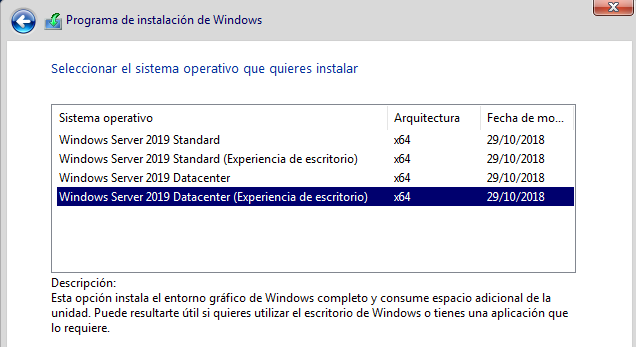 Programa de instalación de Windows
Seleccionar el sistema operativo que quieres instalar
Sistema operativo Arquitectura Fecha de mo...
Windows Server 2019 Standard x64 29/10/2018
Windows Server 2019 Standard (Experiencia de escritorio) x64 29/10/2018
Windows Server 2019 Datacenter x64 29/10/2018
Windows Server 2019 Datacenter (Experiencia de escritorio) x64 29/10/2018
Descripción:
Esta opción instala el entorno gráfico de Windows completo y consume espacio adicional de la
unidad. Puede resultarte útil si quieres utilizar el escritorio de Windows o tienes una aplicación que
lo requiere.